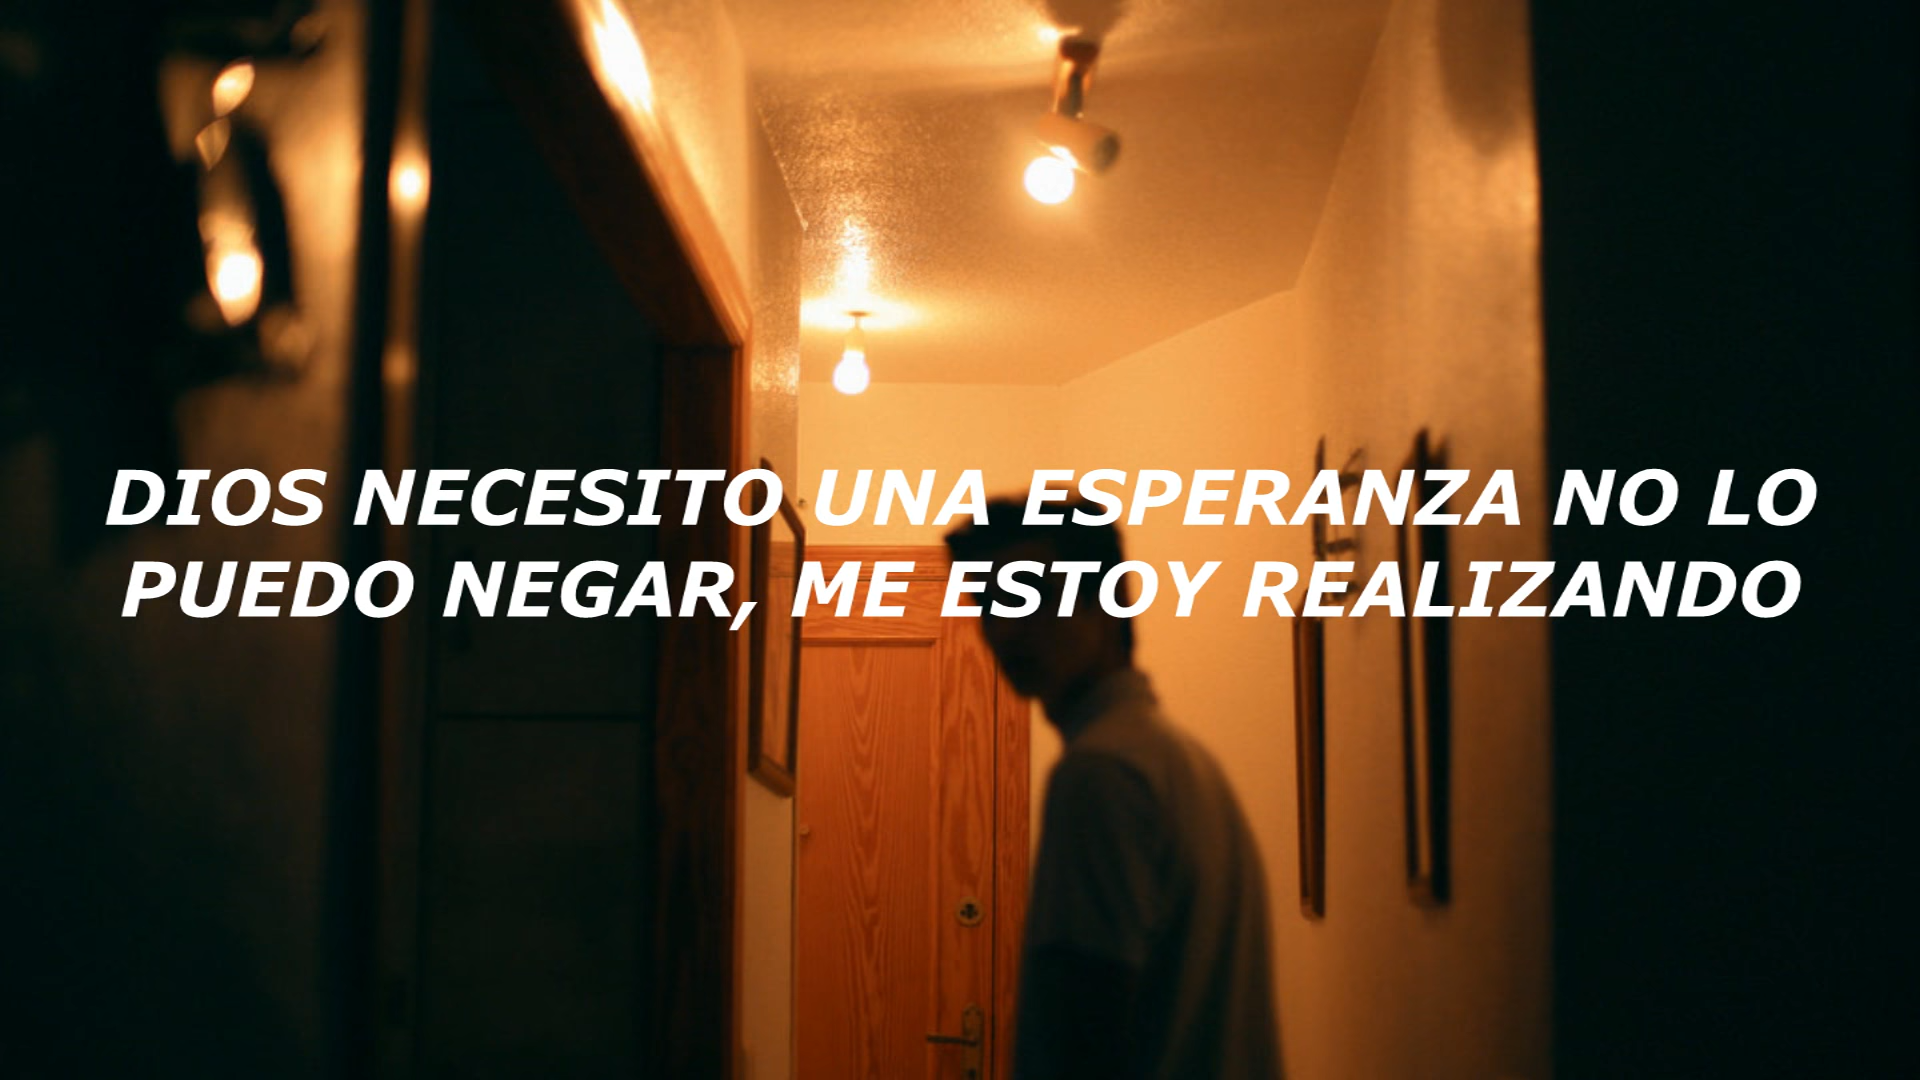 DIOS NECESITO UNA ESPERANZA NO LO
PUEDO NEGAR, ME ESTOY REALIZANDO